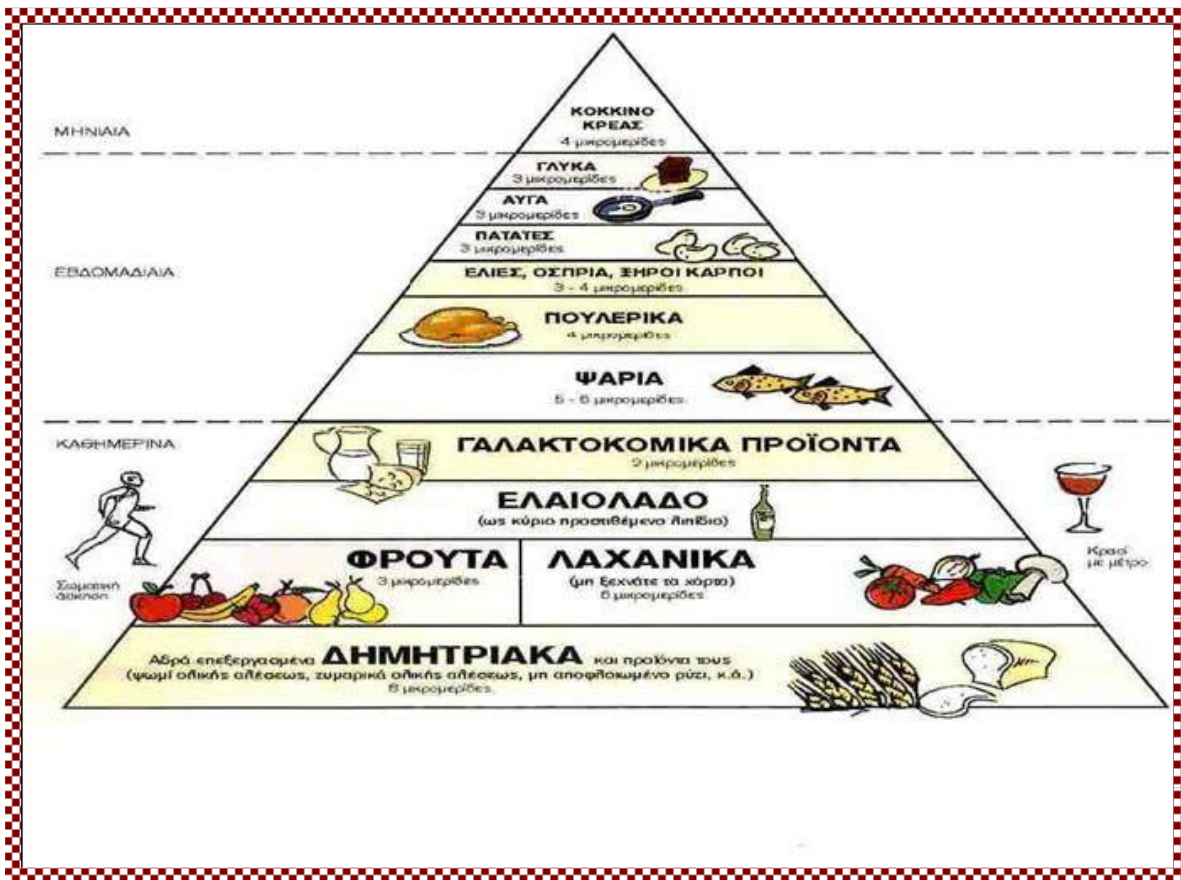 ΜΗΝΙΑΙΑ
ΚΟΚΚΙΝΟ
ΚΡΕΑΣ
4 μικρομερίδες
ΓΛΥΚΑ
3 μικρομερίδες
ΑΥΓΑ
3 μικρομερίδες
ΠΑΤΑΤΕΣ
3 μικρομερίδες
ΕΒΔΟΜΑΔΙΑΙΑ
ΕΛΙΕΣ, ΟΣΠΡΙΑ, ΞΗΡΟΙ ΚΑΡΠΟΙ
3 - 4 μικρομερίδες
ΠΟΥΛΕΡΙΚΑ
4 μικρομερίδες
ΨΑΡΙΑ
5 - 6 μικρομερίδες
ΚΑΘΗΜΕΡΙΝΑ
ΓΑΛΑΚΤΟΚΟΜΙΚΑ ΠΡΟΪΟΝΤΑ
2 μικρομερίδες
ΕΛΑΙΟΛΑΔΟ
(ως κύριο προστιθέμενο λιπίδιο)
ΦΡΟΥΤΑ
3 μικρομερίδες
ΛΑΧΑΝΙΚΑ
(μη ξεχνάτε τα χόρτα)
6 μικρομερίδες
Σωματική
άσκηση
Κρασί
με μέτρο
Αδρά επεξεργασμένα ΔΗΜΗΤΡΙΑΚΑ και προϊόντα τους
(ψωμί ολικής αλέσεως, ζυμαρικά ολικής αλέσεως, μη αποφλοιωμένο ρύζι, κ.ά.)
8 μικρομερίδες